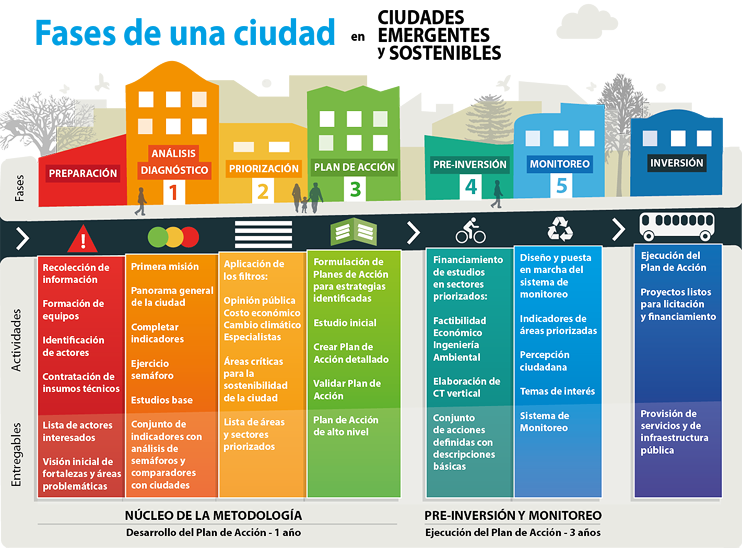 Fases de una ciudad en CIUDADES
EMERGENTES
y SOSTENIBLES
Fases
PREPARACIÓN
ANÁLISIS
DIAGNÓSTICO
1
PRIORIZACIÓN
2
PLAN DE ACCIÓN
3
PRE-INVERSIÓN
4
MONITOREO
5
INVERSIÓN
Actividades
Recolección de
información
Formación de
equipos
Identificación
de actores
Contratación de
insumos técnicos
Primera misión
Panorama general
de la ciudad
Completar
indicadores
Ejercicio
semáforo
Estudios base
Aplicación de
los filtros:
Opinión pública
Costo económico
Cambio climático
Especialistas
Áreas críticas
para la
sostenibilidad
de la ciudad
Formulación de
Planes de Acción
para estrategias
identificadas
Estudio inicial
Crear Plan de
Acción detallado
Validar Plan de
Acción
Financiamiento
de estudios
en sectores
priorizados:
Factibilidad
Económico
Ingeniería
Ambiental
Elaboración de
CT vertical
Diseño y puesta
en marcha del
sistema de
monitoreo
Indicadores de
áreas priorizadas
Percepción
ciudadana
Temas de interés
Ejecución del
Plan de Acción
Proyectos listos
para licitación
y financiamiento
Entregables
Lista de actores
interesados
Visión inicial de
fortalezas y áreas
problemáticas
Conjunto de
indicadores con
análisis de
semáforos y
comparadores
con ciudades
Lista de áreas
y sectores
priorizados
Plan de Acción
de alto nivel
Conjunto
de acciones
definidas con
descripciones
básicas
Sistema de
Monitoreo
Provisión de
servicios y de
infraestructura
pública
NÚCLEO DE LA METODOLOGÍA
Desarrollo del Plan de Acción - 1 año
PRE-INVERSIÓN Y MONITOREO
Ejecución del Plan de Acción - 3 años